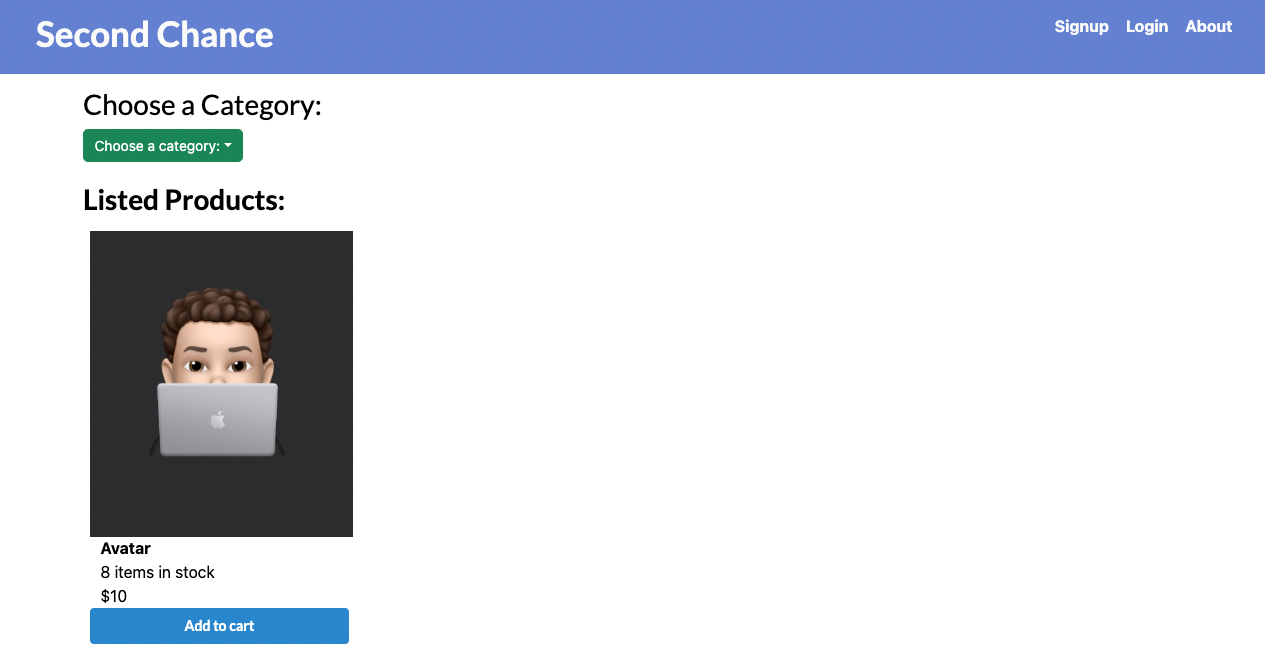 Second Chance
Signup Login About
Choose a Category:
Choose a category:
Listed Products:
Avatar
8 items in stock
$10
Add to cart